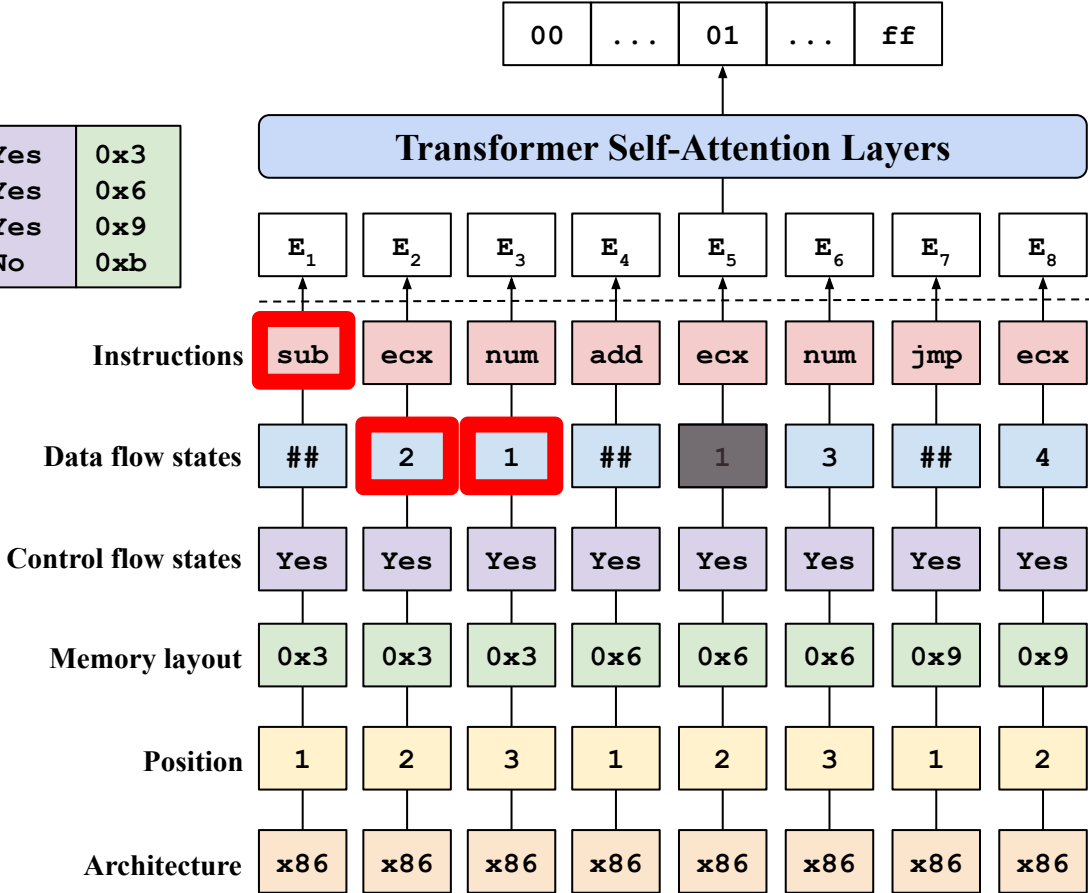 00 ... 01 ... ff
Transformer Self-Attention Layers
Yes 0x3
Yes 0x6
Yes 0x9
No 0xb
E1 E2 E3 E4 E5 E6 E7 E8
Instructions sub ecx num add ecx num jmp ecx
Data flow states ## 2 1 ## 1 3 ## 4
Control flow states Yes Yes Yes Yes Yes Yes Yes Yes
Memory layout 0x3 0x3 0x3 0x6 0x6 0x6 0x9 0x9
Position 1 2 3 1 2 3 1 2
Architecture x86 x86 x86 x86 x86 x86 x86 x86